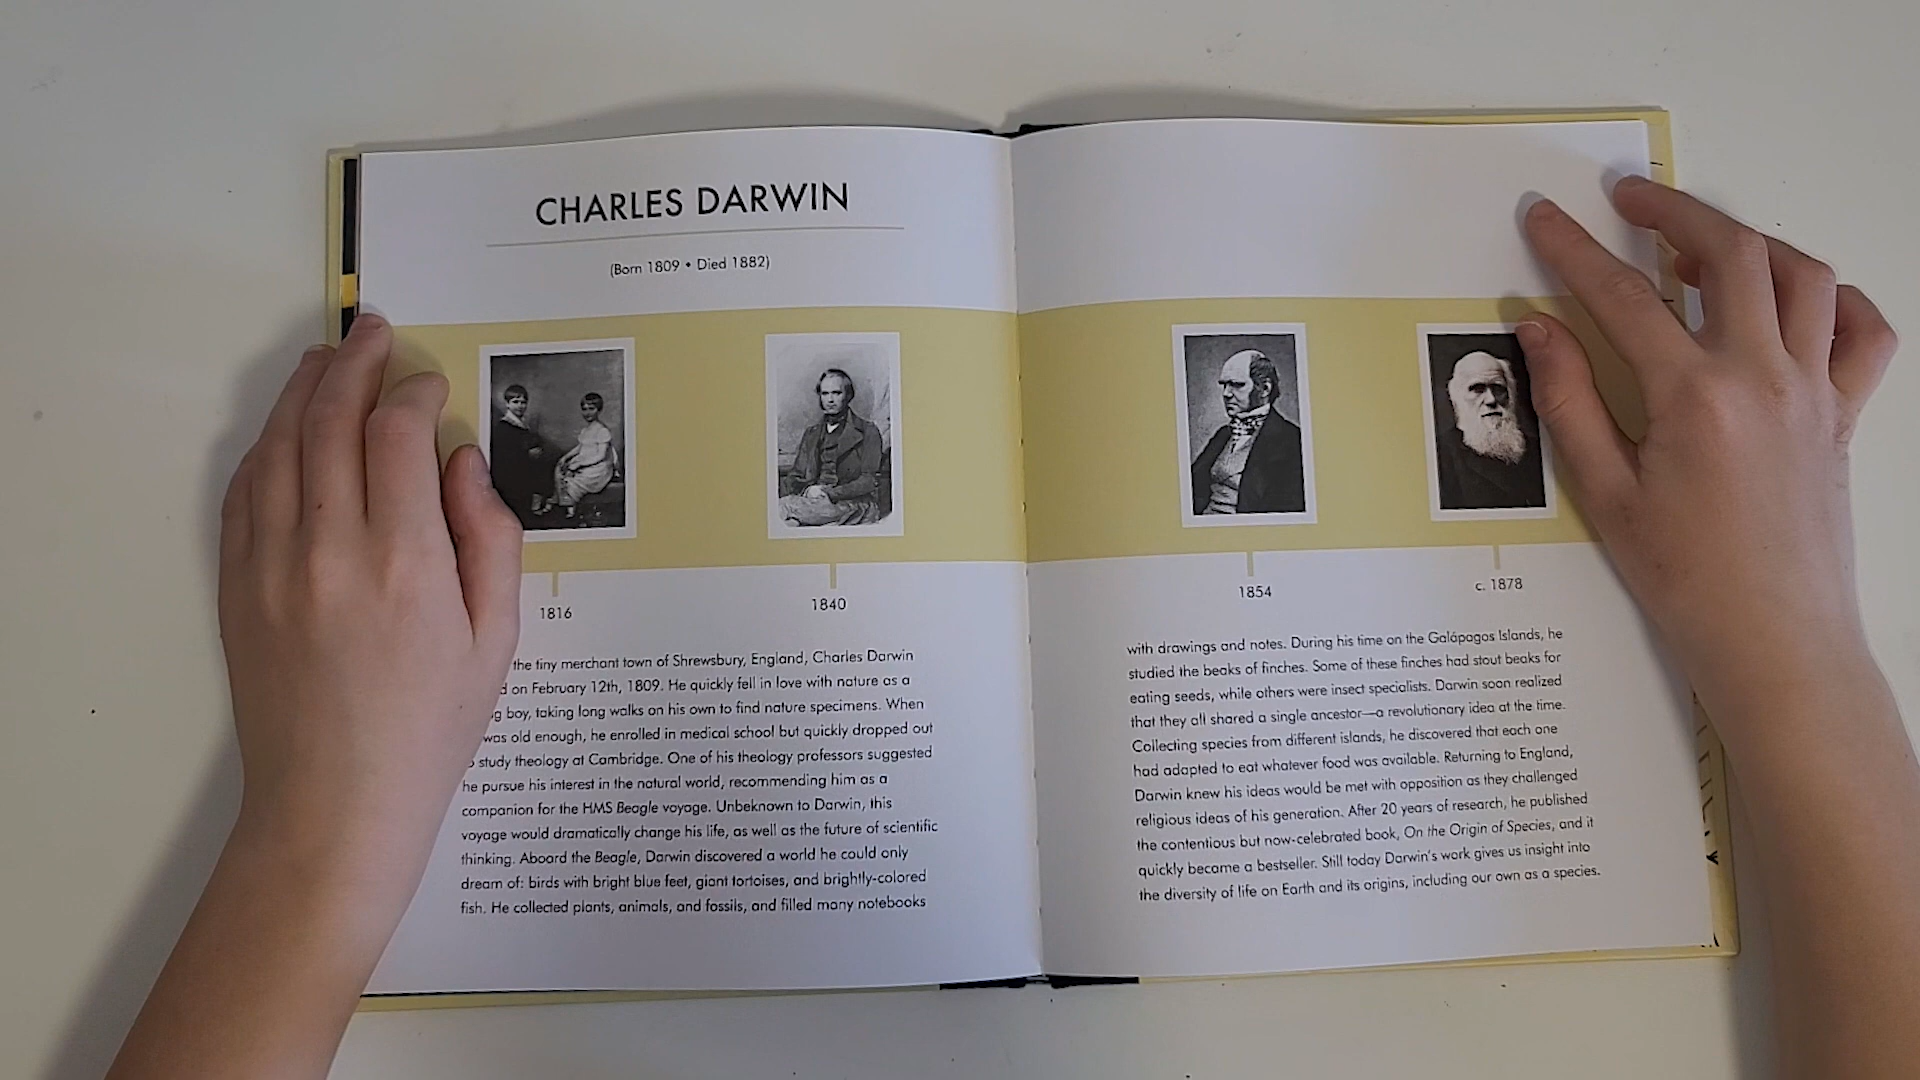 CHARLES DARWIN
(Born 1809 • Died 1882)
1816
1840
the tiny merchant town of Shrewsbury, England, Charles Darwin
on February 12th, 1809. He quickly fell in love with nature as a
boy, taking long walks on his own to find nature specimens. When
was old enough, he enrolled in medical school but quickly dropped out
study theology at Cambridge. One of his theology professors suggested
he pursue his interest in the natural world, recommending him as a
companion for the HMS Beagle voyage. Unbeknown to Darwin, this
voyage would dramatically change his life, as well as the future of scientific
thinking. Aboard the Beagle, Darwin discovered a world he could only
dream of: birds with bright blue feet, giant tortoises, and brightly-colored
fish. He collected plants, animals, and fossils, and filled many notebooks
1854
c. 1878
with drawings and notes. During his time on the Galápagos Islands, he
studied the beaks of finches. Some of these finches had stout beaks for
eating seeds, while others were insect specialists. Darwin soon realized
that they all shared a single ancestor—a revolutionary idea at the time.
Collecting species from different islands, he discovered that each one
had adapted to eat whatever food was available. Returning to England,
Darwin knew his ideas would be met with opposition as they challenged
religious ideas of his generation. After 20 years of research, he published
the contentious but now-celebrated book, On the Origin of Species, and it
quickly became a bestseller. Still today Darwin's work gives us insight into
the diversity of life on Earth and its origins, including our own as a species.